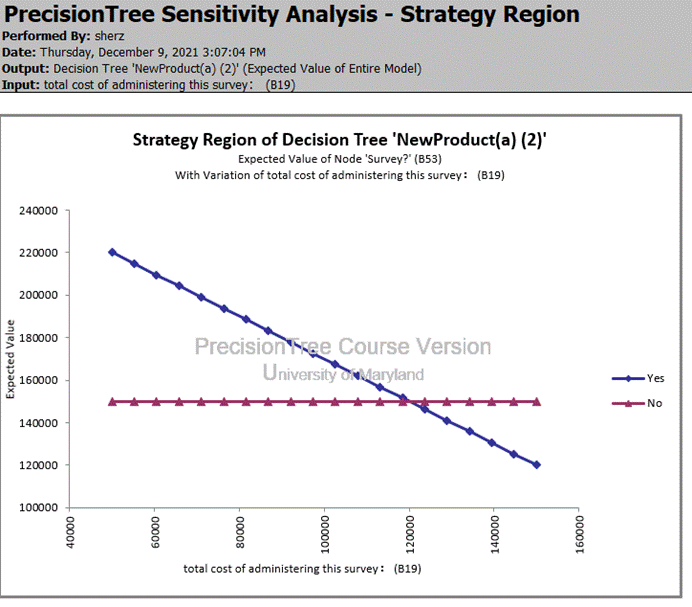 PrecisionTree Sensitivity Analysis - Strategy Region
Performed By: sherz
Date: Thursday, December 9, 2021 3:07:04 PM
Output: Decision Tree 'NewProduct(a) (2)' (Expected Value of Entire Model)
Input: total cost of administering this survey： (B19)
Strategy Region of Decision Tree 'NewProduct(a) (2)'
Expected Value of Node 'Survey?' (B53)
With Variation of total cost of administering this survey： (B19)
240000
220000
200000
180000
160000
140000
120000
100000
Expected Value
PrecisionTree Course Version
University of Maryland
Yes
No
40000
60000
80000
100000
120000
140000
160000
total cost of administering this survey： (B19)